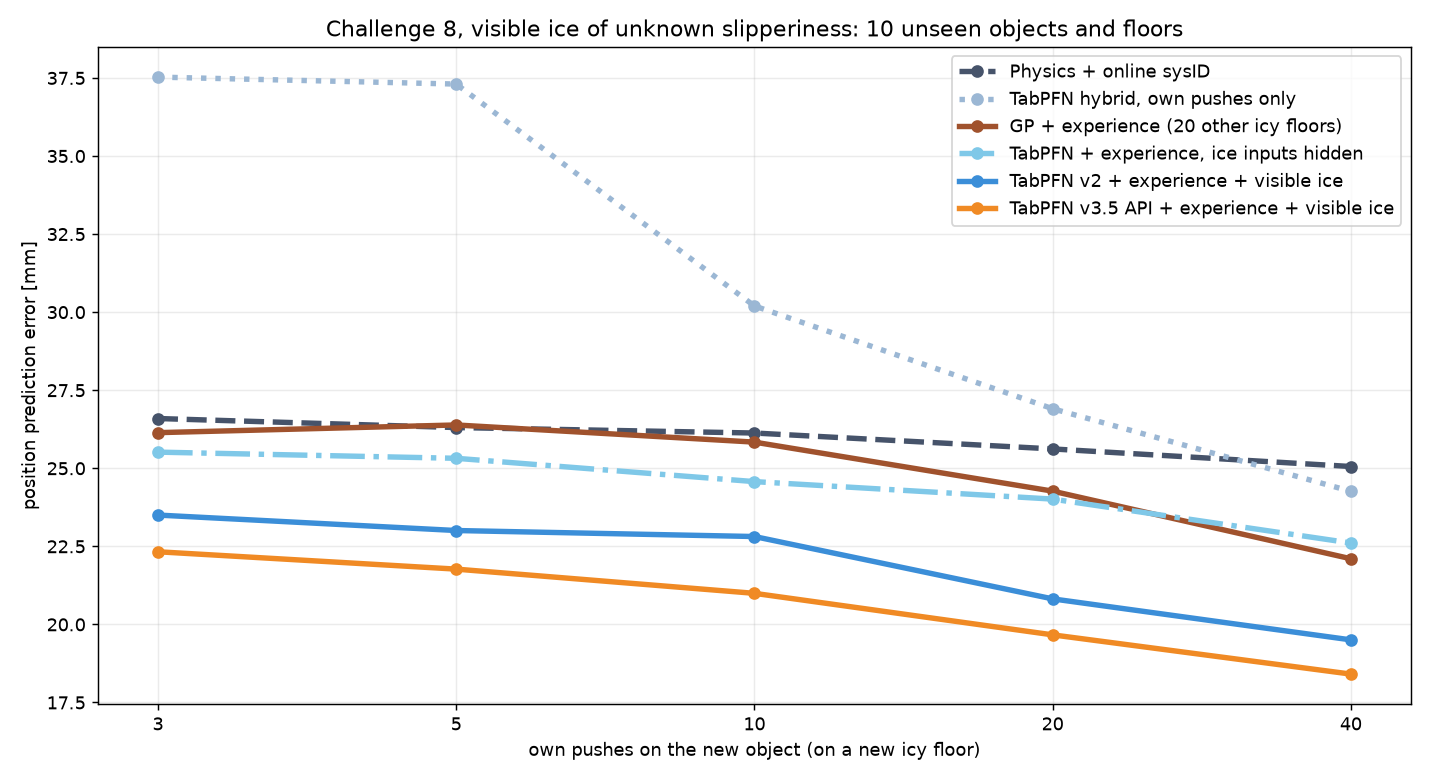 Challenge 8, visible ice of unknown slipperiness: 10 unseen objects and floors
position prediction error [mm]
37.5
35.0
32.5
30.0
27.5
25.0
22.5
20.0
17.5
Physics + online sysID
TabPFN hybrid, own pushes only
GP + experience (20 other icy floors)
TabPFN + experience, ice inputs hidden
TabPFN v2 + experience + visible ice
TabPFN v3.5 API + experience + visible ice
3 5 10 20 40
own pushes on the new object (on a new icy floor)